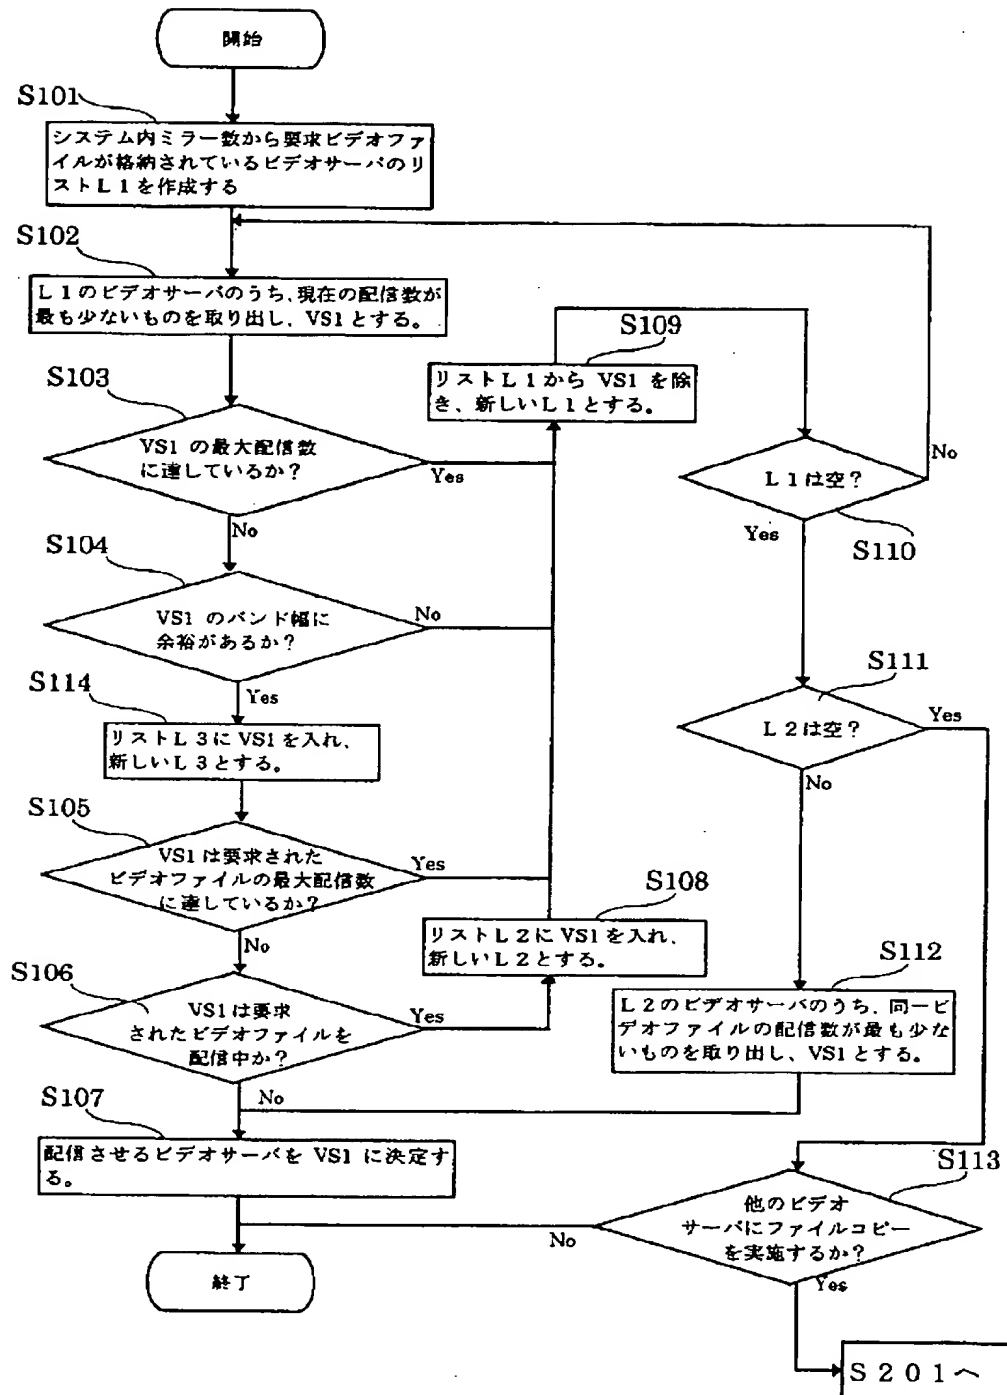 開始
S101
システム内ミラー数から要求ビデオファ
イルが格納されているビデオサーバのリ
ストL1を作成する
S102
L1のビデオサーバのうち、現在の配信数が
最も少ないものを取り出し、VS1とする。
S103
VS1 の最大配信数
に達しているか?
Yes
No
S104
VS1 のバンド幅に
余裕があるか?
No
Yes
S114
リストL3にVS1を入れ、
新しいL3とする。
S105
VS1は要求された
ビデオファイルの最大配信数
に達しているか?
Yes
No
S106
VS1は要求
されたビデオファイルを
配信中か?
Yes
No
S107
配信させるビデオサーバを VS1 に決定す
る。
終了
S109
リストL1から VS1 を除
き、新しいL1とする。
S108
リストL2にVS1を入れ、
新しいL2とする。
L1は空?
No
Yes
S110
S111
L2は空?
Yes
No
S112
L2のビデオサーバのうち、同一ビ
デオファイルの配信数が最も少な
いものを取り出し、VS1とする。
S113
他のビデオ
サーバにファイルコピー
を実施するか?
No
Yes
S201へ